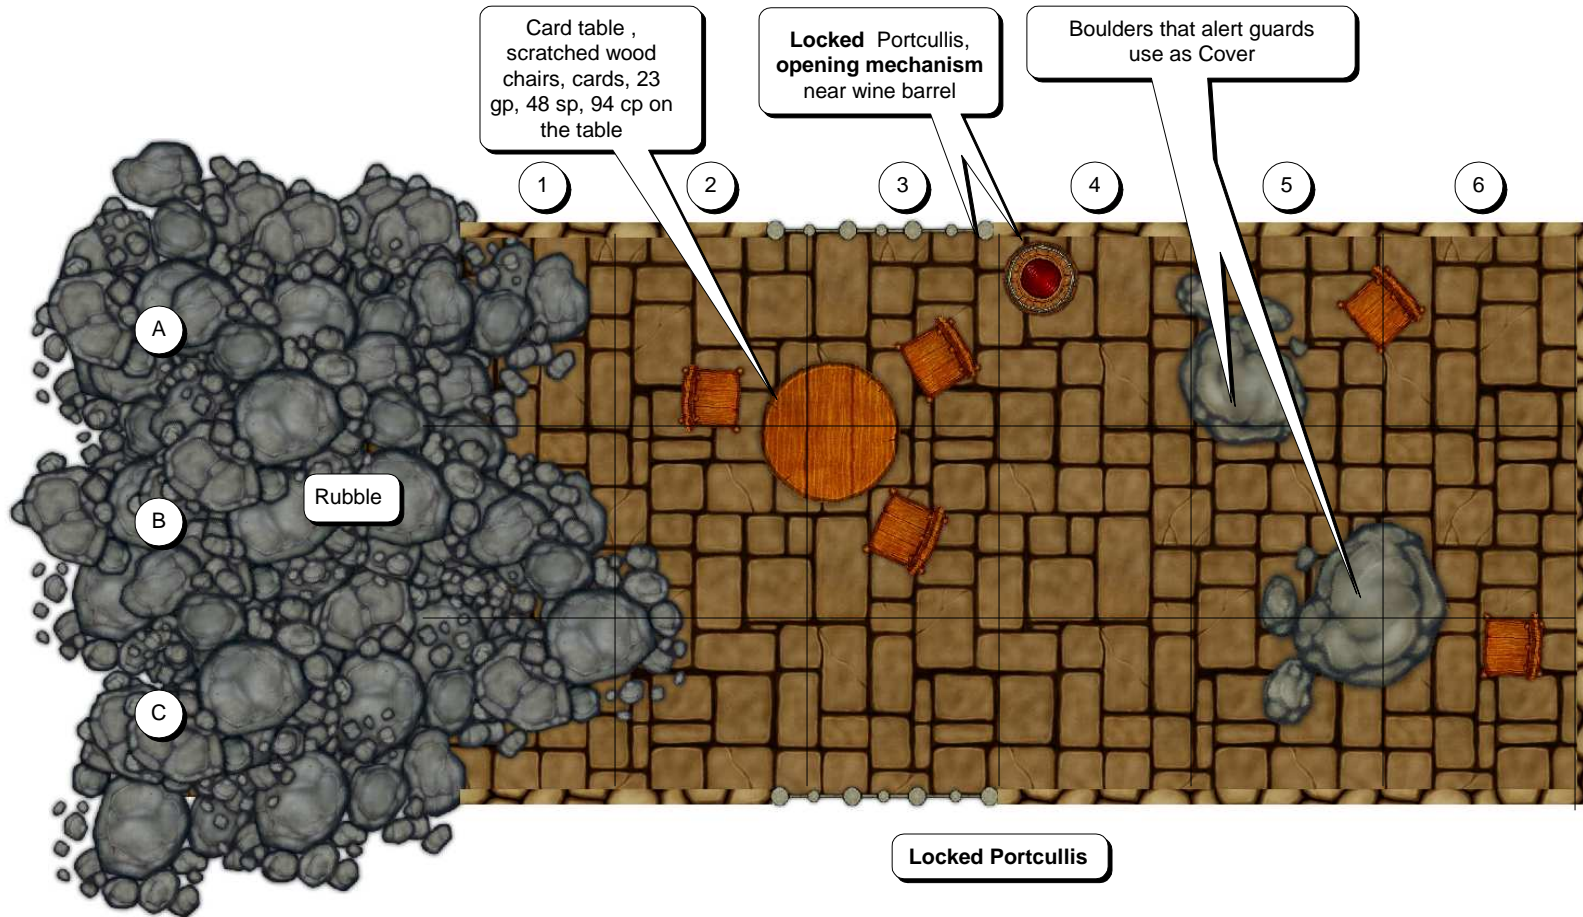 Card table ,
scratched wood
chairs, cards, 23
gp, 48 sp, 94 cp on
the table
Locked Portcullis,
opening mechanism
near wine barrel
Boulders that alert guards
use as Cover
1
2
3
4
5
6
A
Rubble
B
C
Locked Portcullis